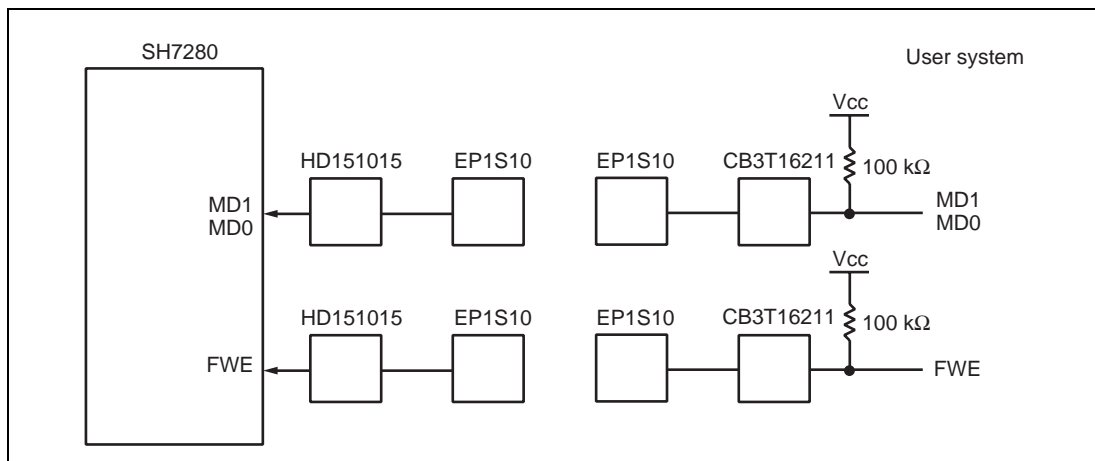 SH7280
User system
Vcc
HD151015
EP1S10
EP1S10
CB3T16211
100 kΩ
MD1
MD0
MD1
MD0
Vcc
HD151015
EP1S10
EP1S10
CB3T16211
100 kΩ
FWE
FWE